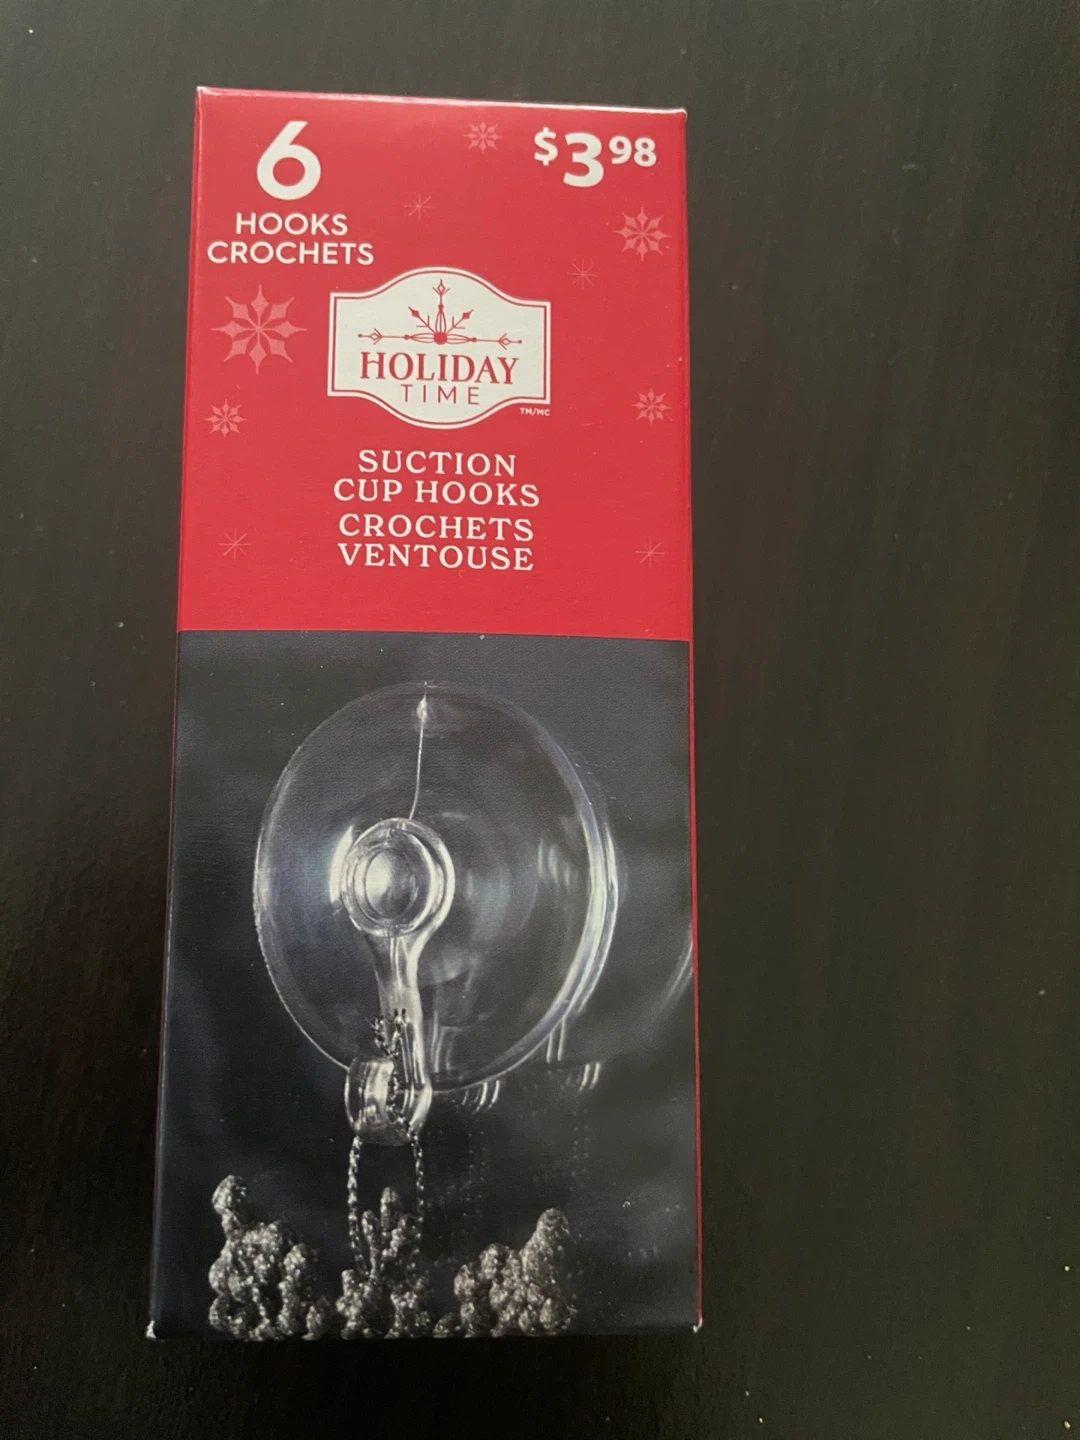 6
HOOKS
CROCHETS
$3 98
HOLIDAY
TIME
TM/MC
SUCTION
CUP HOOKS
CROCHETS
VENTOUSE